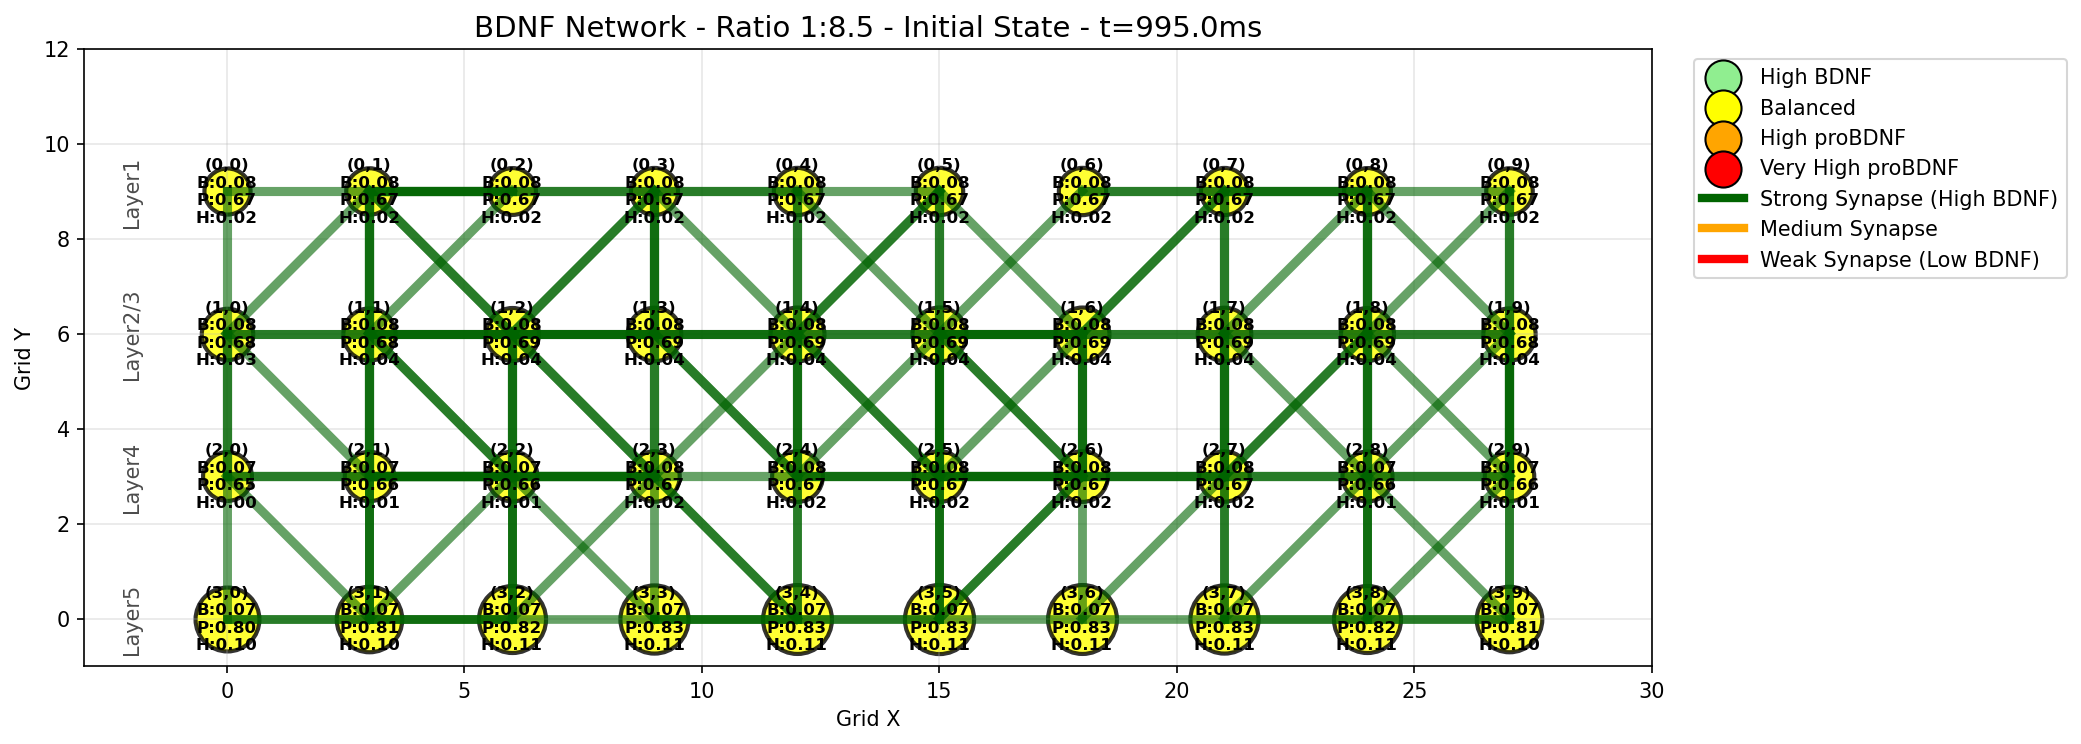 BDNF Network - Ratio 1:8.5 - Initial State - t=995.0ms
High BDNF
Balanced
High proBDNF
Very High proBDNF
Strong Synapse (High BDNF)
Medium Synapse
Weak Synapse (Low BDNF)
Grid Y
12
10
8
6
4
2
0
Layer1
(0,0) (0,1) (0,2) (0,3) (0,4) (0,5) (0,6) (0,7) (0,8) (0,9)
B:0.08 B:0.08 B:0.08 B:0.08 B:0.08 B:0.08 B:0.08 B:0.08 B:0.08 B:0.08
P:0.67 P:0.67 P:0.67 P:0.67 P:0.67 P:0.67 P:0.67 P:0.67 P:0.67 P:0.67
H:0.02 H:0.02 H:0.02 H:0.02 H:0.02 H:0.02 H:0.02 H:0.02 H:0.02 H:0.02
Layer2/3
(1,0) (1,1) (1,2) (1,3) (1,4) (1,5) (1,6) (1,7) (1,8) (1,9)
B:0.08 B:0.08 B:0.08 B:0.08 B:0.08 B:0.08 B:0.08 B:0.08 B:0.08 B:0.08
P:0.68 P:0.68 P:0.69 P:0.69 P:0.69 P:0.69 P:0.69 P:0.69 P:0.69 P:0.68
H:0.03 H:0.04 H:0.04 H:0.04 H:0.04 H:0.04 H:0.04 H:0.04 H:0.04 H:0.04
Layer4
(2,0) (2,1) (2,2) (2,3) (2,4) (2,5) (2,6) (2,7) (2,8) (2,9)
B:0.07 B:0.07 B:0.07 B:0.08 B:0.08 B:0.08 B:0.08 B:0.08 B:0.07 B:0.07
P:0.65 P:0.66 P:0.66 P:0.67 P:0.67 P:0.67 P:0.67 P:0.67 P:0.66 P:0.66
H:0.00 H:0.01 H:0.01 H:0.02 H:0.02 H:0.02 H:0.02 H:0.02 H:0.01 H:0.01
Layer5
(3,0) (3,1) (3,2) (3,3) (3,4) (3,5) (3,6) (3,7) (3,8) (3,9)
B:0.07 B:0.07 B:0.07 B:0.07 B:0.07 B:0.07 B:0.07 B:0.07 B:0.07 B:0.07
P:0.80 P:0.81 P:0.82 P:0.83 P:0.83 P:0.83 P:0.83 P:0.83 P:0.82 P:0.81
H:0.10 H:0.10 H:0.11 H:0.11 H:0.11 H:0.11 H:0.11 H:0.11 H:0.11 H:0.10
0 5 10 15 20 25 30
Grid X